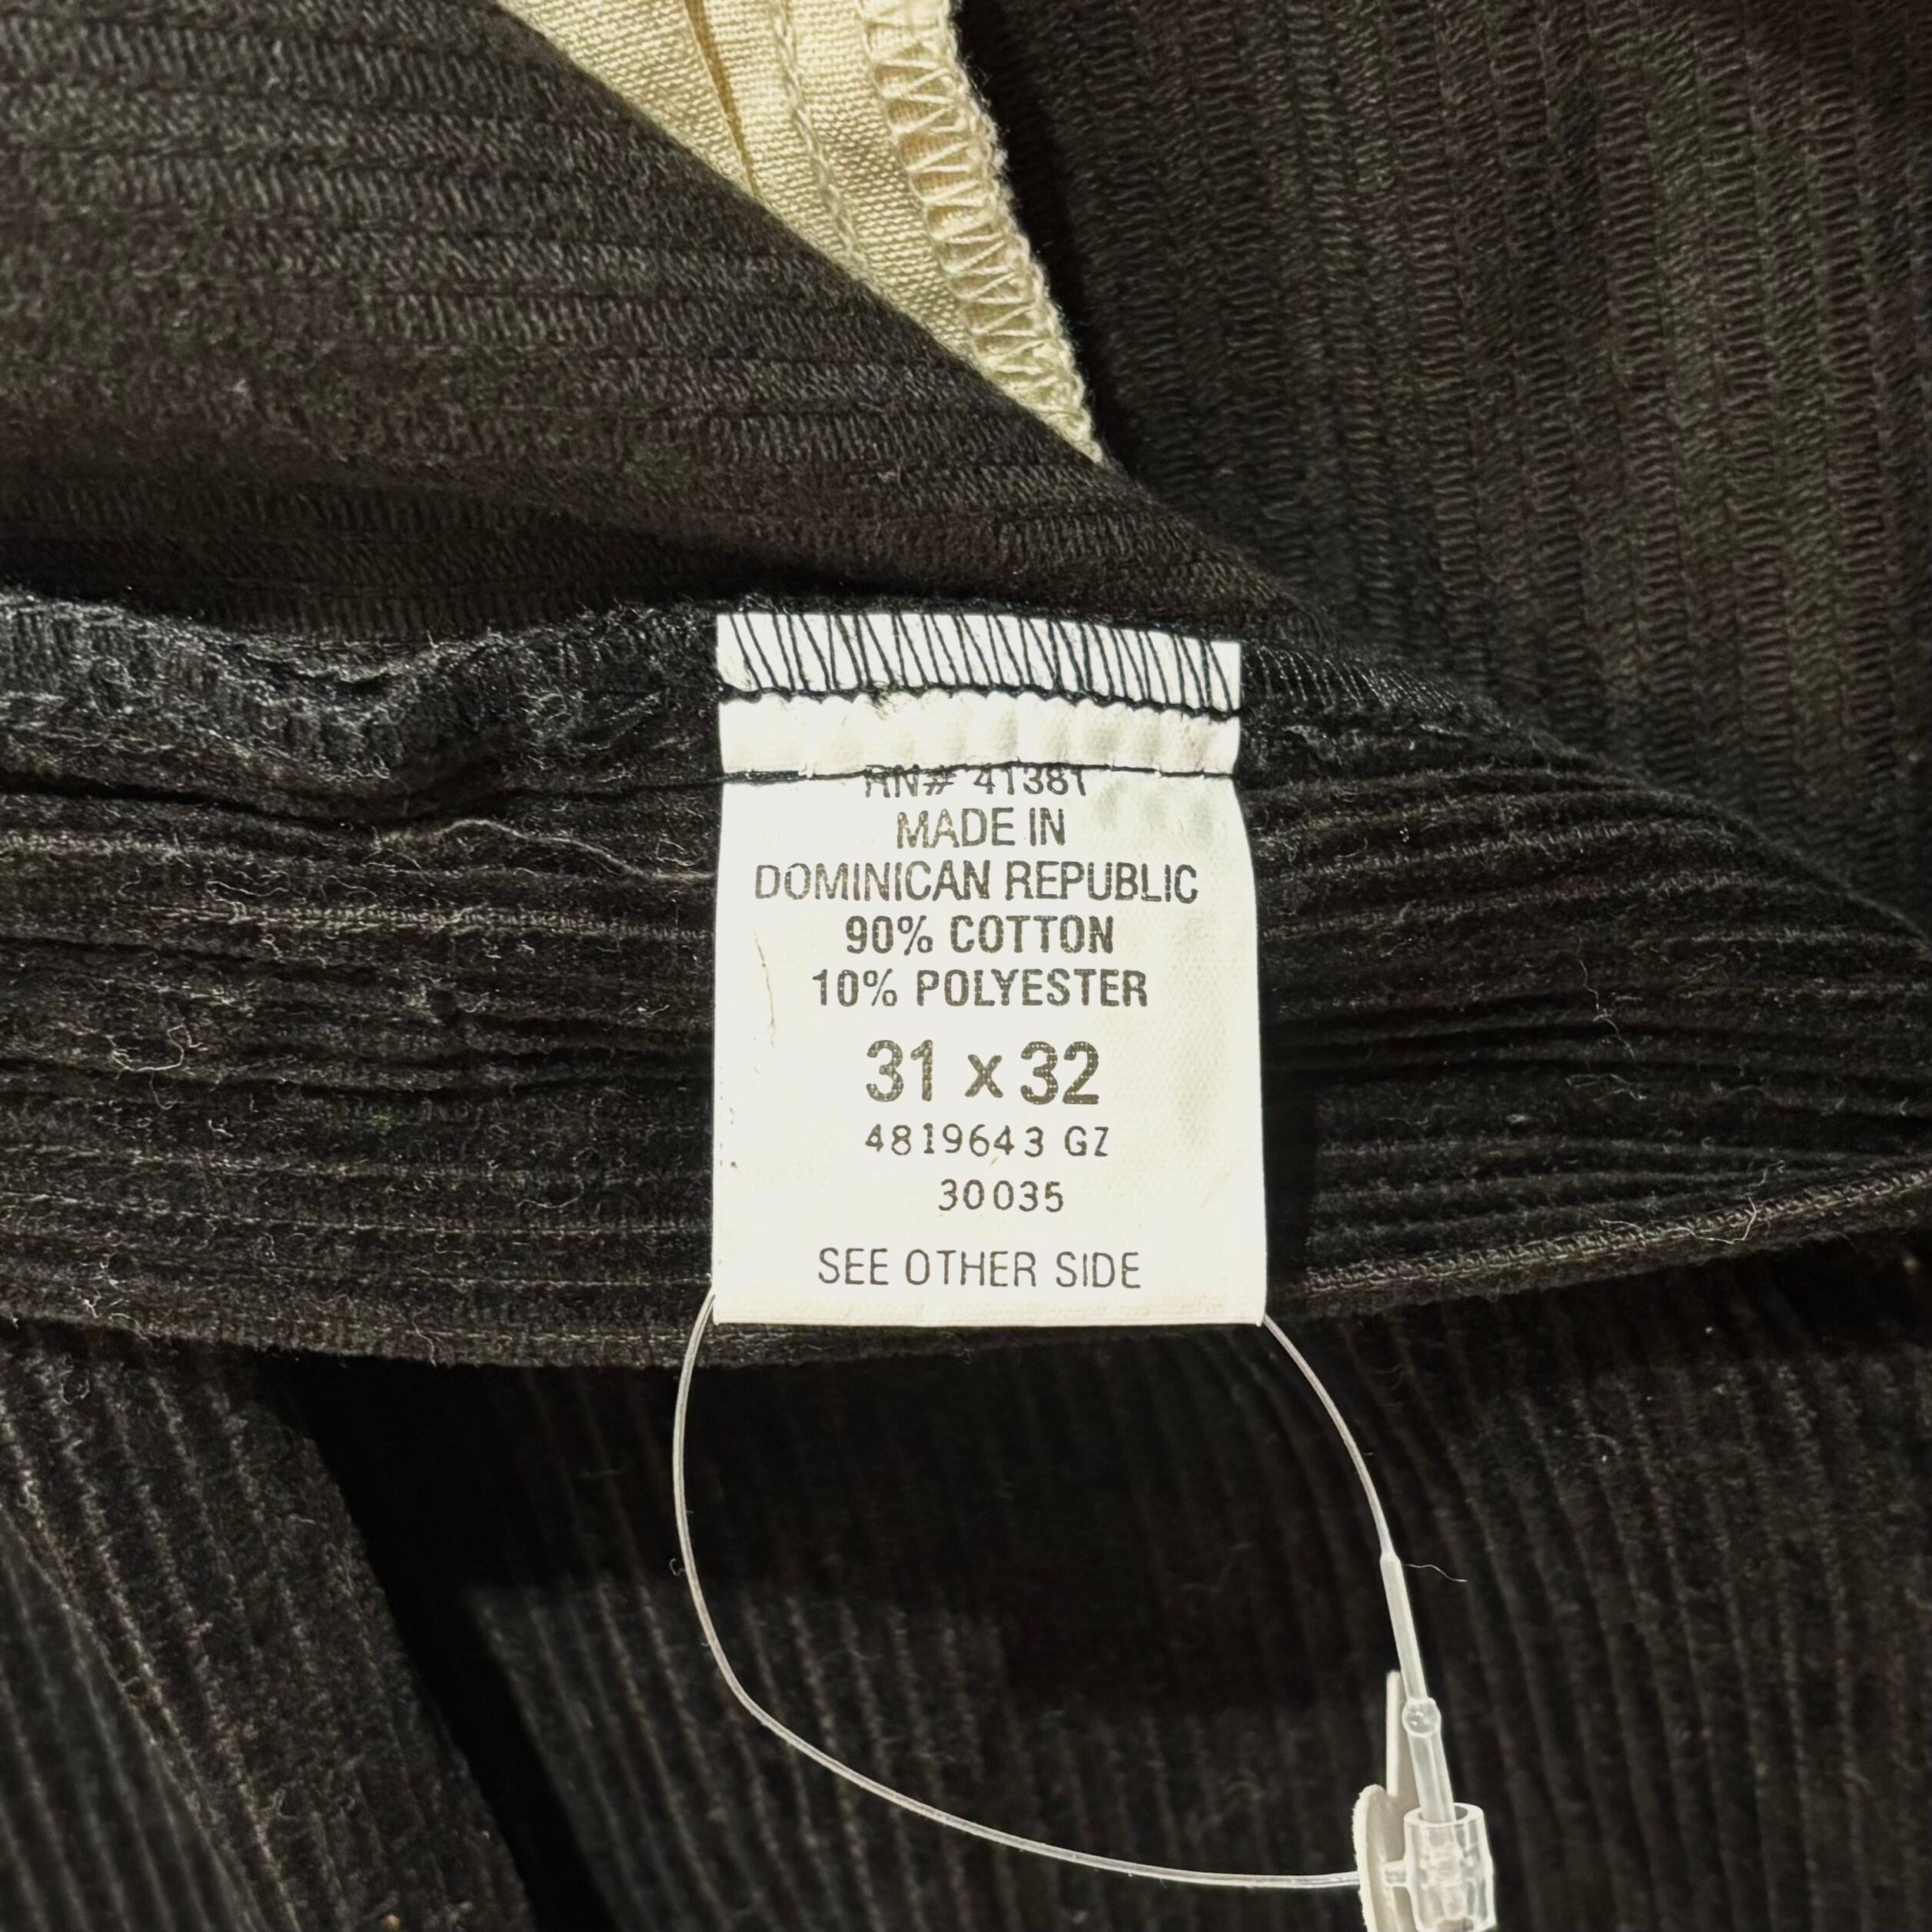 RN# 41381
MADE IN
DOMINICAN REPUBLIC
90% COTTON
10% POLYESTER
31 x 32
4819643 GZ
30035
SEE OTHER SIDE